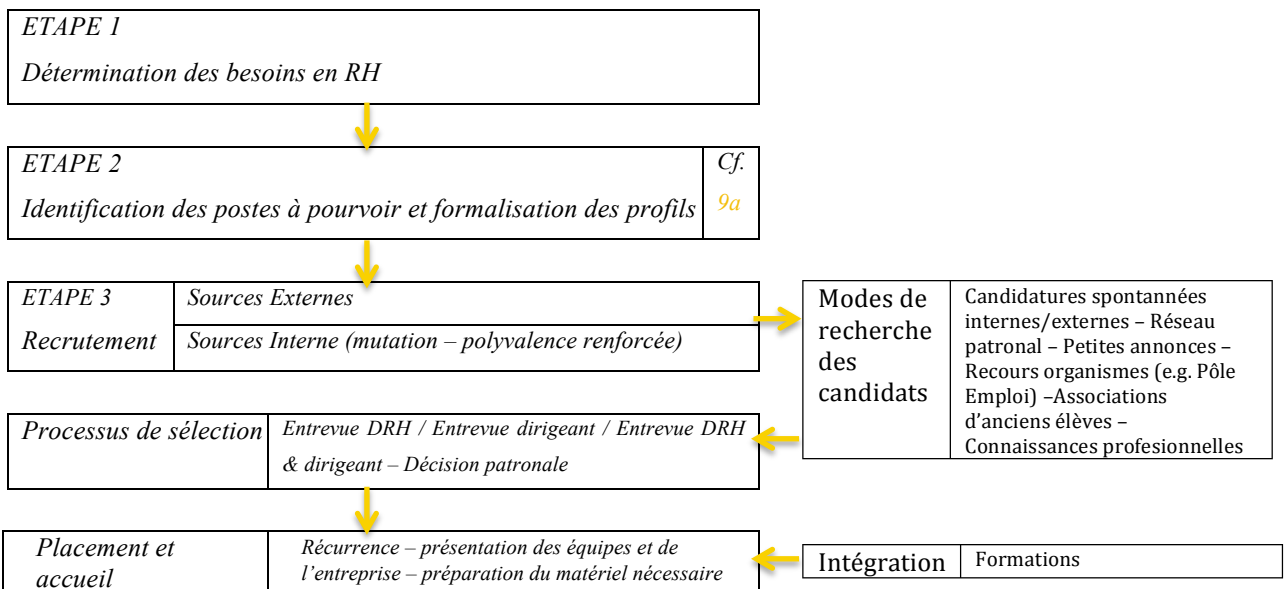 ETAPE 1
Détermination des besoins en RH
ETAPE 2
Identification des postes à pourvoir et formalisation des profils
Cf.
9a
ETAPE 3
Recrutement
Sources Externes
Sources Interne (mutation – polyvalence renforcée)
Modes de
recherche
des
candidats
Candidatures spontannées
internes/externes – Réseau
patronal – Petites annonces –
Recours organismes (e.g. Pôle
Emploi) –Associations
d'anciens élèves –
Connaissances profesionnelles
Processus de sélection
Entrevue DRH / Entrevue dirigeant / Entrevue DRH
& dirigeant – Décision patronale
Placement et
accueil
Récurrence – présentation des équipes et de
l'entreprise – préparation du matériel nécessaire
Intégration
Formations